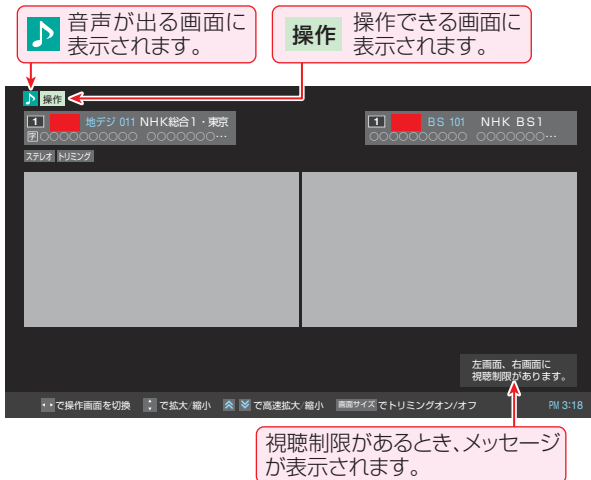 ♪ 音声が出る画面に
表示されます。
操作 操作できる画面に
表示されます。
♪ 操作
1 地デジ 011 NHK総合1・東京
字○○○○○○○○○○ ○○○○○○○…
1 BS 101 NHK BS1
○○○○○○○○○○ ○○○○○○○…
ステレオ トリミング
左画面、右画面に
視聴制限があります。
で操作画面を切換 で拡大/縮小 で高速拡大/縮小 画面サイズ でトリミングオン/オフ PM 3:18
視聴制限があるとき、メッセージ
が表示されます。